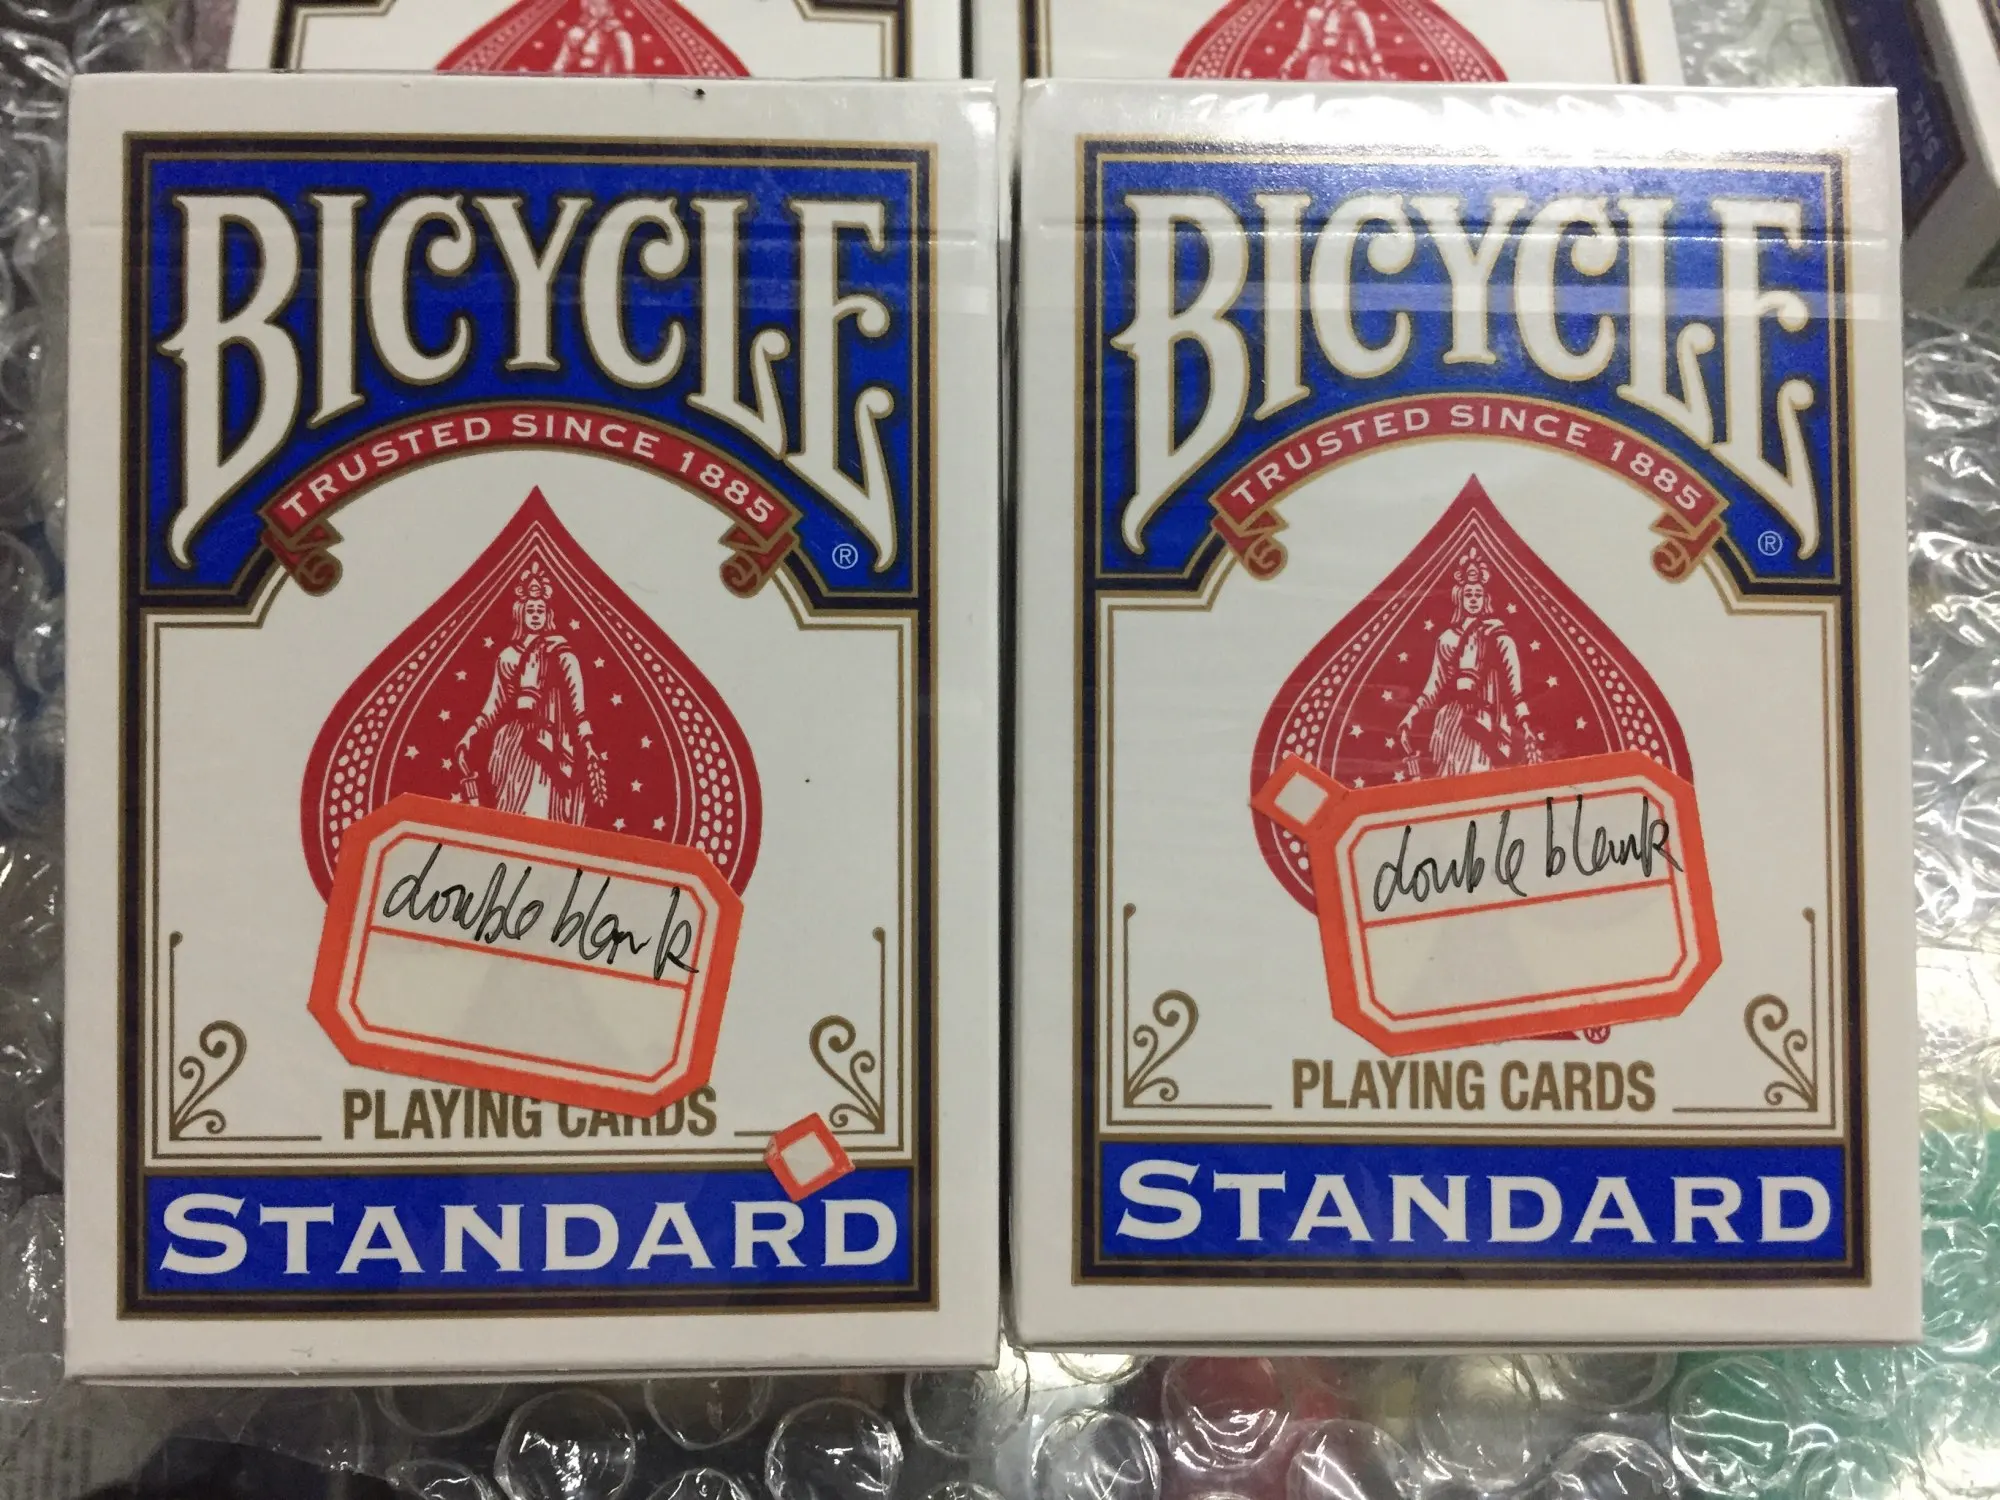 BICYCLE
®
TRUSTED SINCE 1885
double blank
PLAYING CARDS
STANDARD
BICYCLE
®
TRUSTED SINCE 1885
double blank
®
PLAYING CARDS
STANDARD